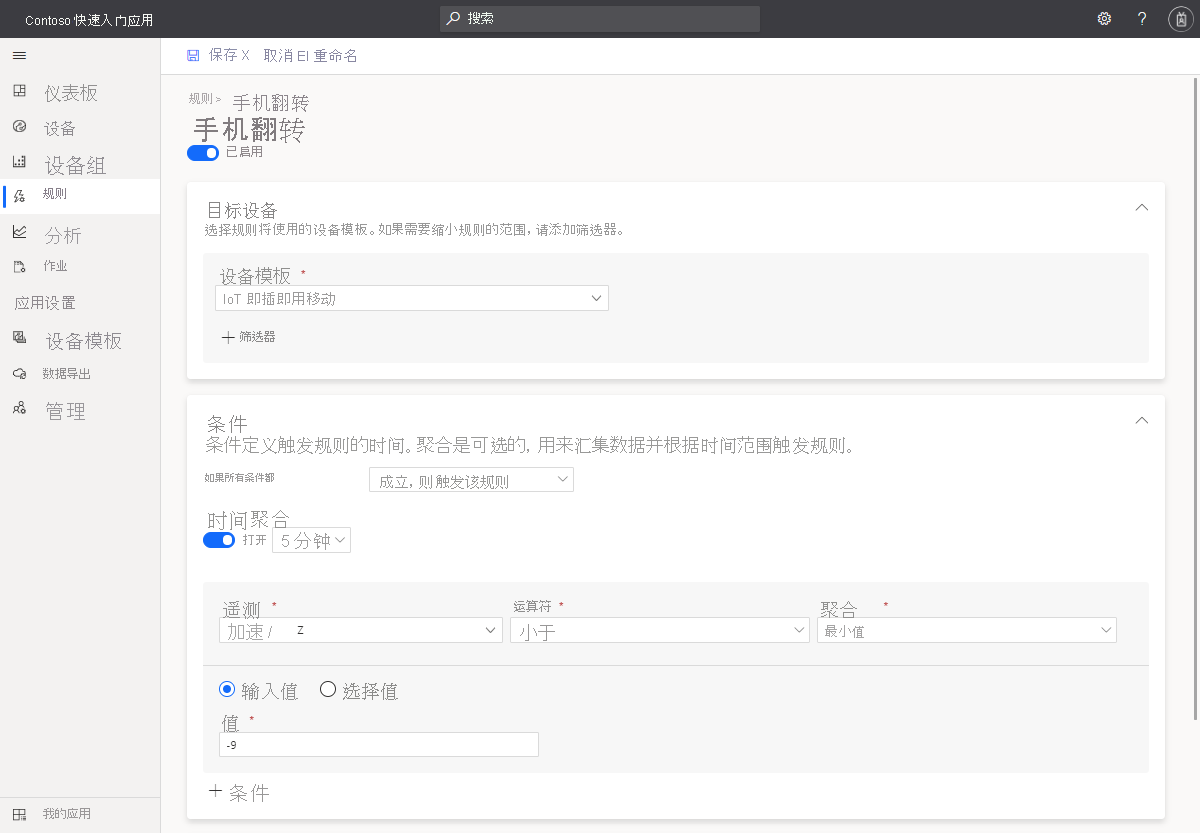 Contoso 快速入门应用
搜索
?
保存 X 取消 EI 重命名
仪表板
设备
设备组
规则
分析
作业
应用设置
设备模板
数据导出
管理
我的应用
规则 > 手机翻转
手机翻转
已启用
目标设备
选择规则将使用的设备模板。如果需要缩小规则的范围, 请添加筛选器。
设备模板 *
IoT 即插即用移动
+ 筛选器
条件
条件定义触发规则的时间。聚合是可选的, 用来汇集数据并根据时间范围触发规则。
如果所有条件都 成立, 则触发该规则
时间聚合
打开 5 分钟
遥测 * 运算符 * 聚合 *
加速 / Z 小于 最小值
输入值 选择值
值 *
-9
+ 条件